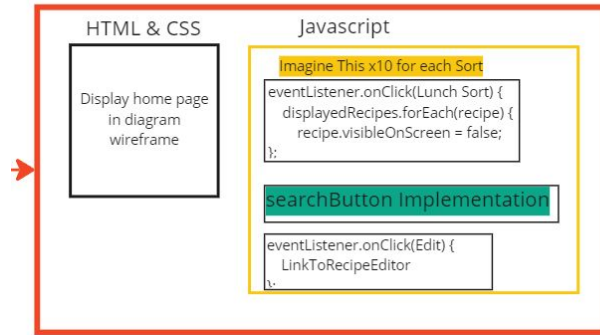 HTML & CSS
Display home page
in diagram
wireframe
Javascript
Imagine This x10 for each Sort
eventListener.onClick(Lunch Sort) {
displayedRecipes.forEach(recipe) {
recipe.visibleOnScreen = false;
};
searchButton Implementation
eventListener.onClick(Edit) {
LinkToRecipeEditor
};